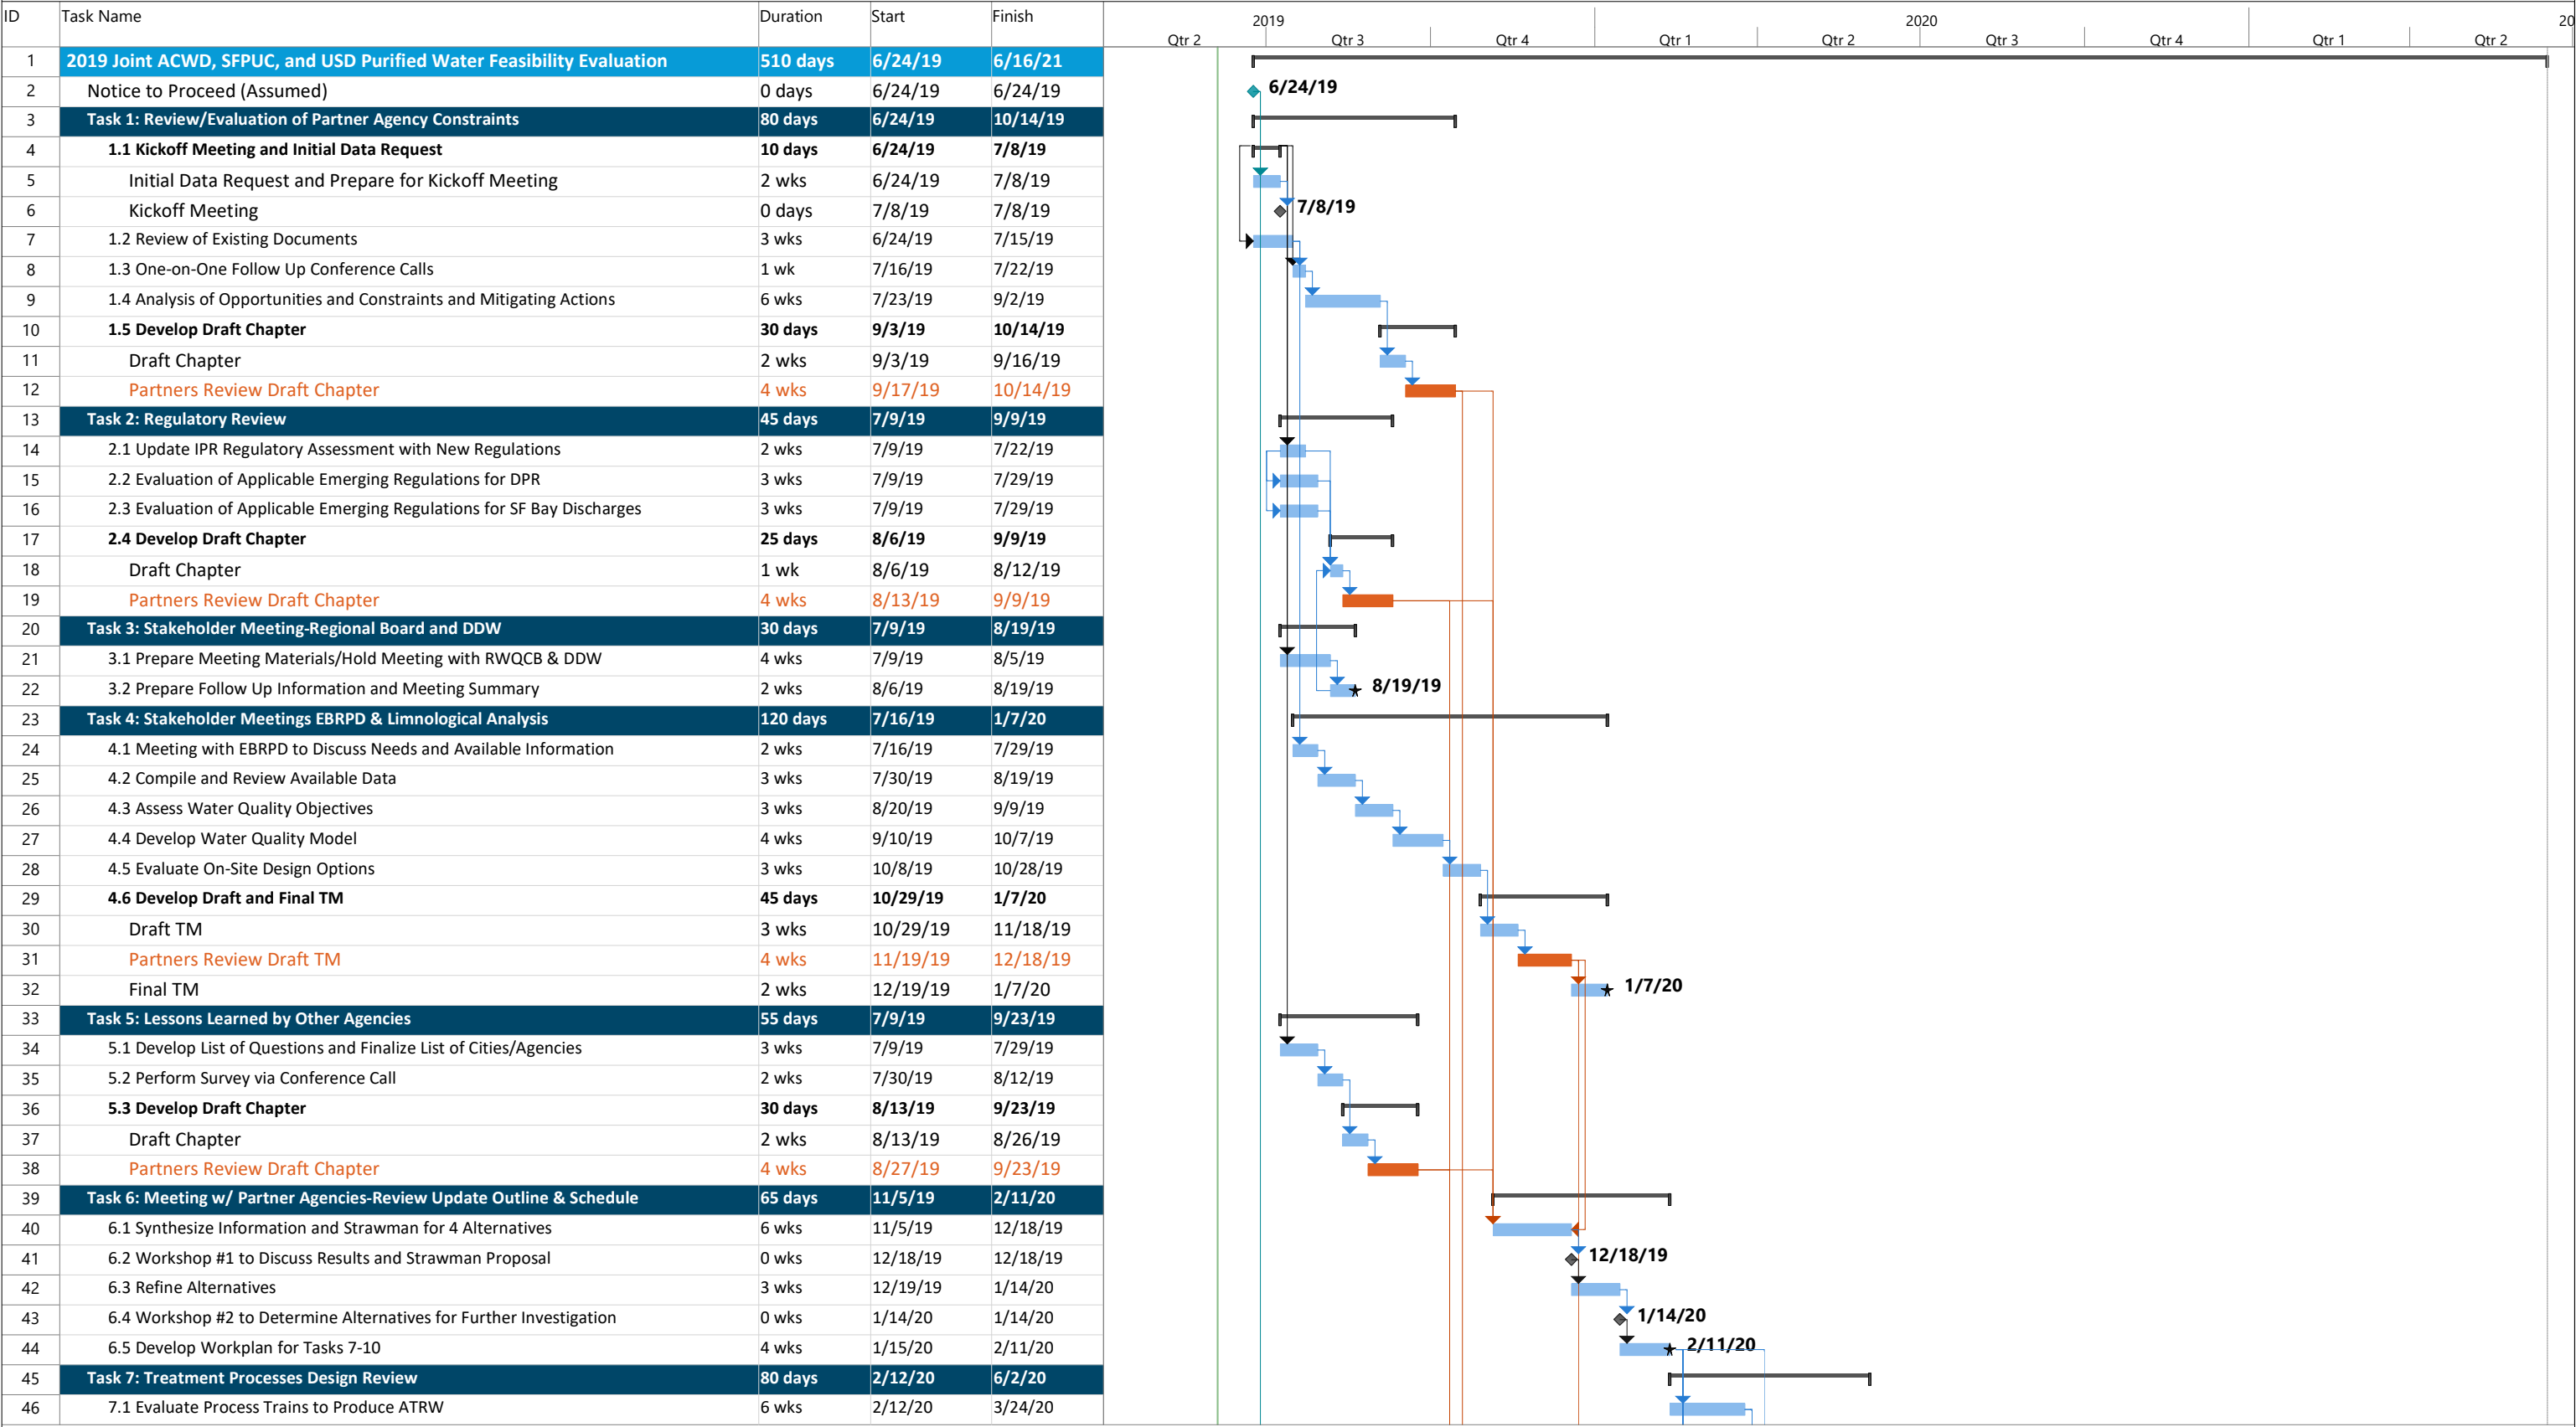 ID Task Name Duration Start Finish 2019 2020 20
Qtr 2 Qtr 3 Qtr 4 Qtr 1 Qtr 2 Qtr 3 Qtr 4 Qtr 1 Qtr 2
1 2019 Joint ACWD, SFPUC, and USD Purified Water Feasibility Evaluation 510 days 6/24/19 6/16/21
2 Notice to Proceed (Assumed) 0 days 6/24/19 6/24/19 6/24/19
3 Task 1: Review/Evaluation of Partner Agency Constraints 80 days 6/24/19 10/14/19
4 1.1 Kickoff Meeting and Initial Data Request 10 days 6/24/19 7/8/19
5 Initial Data Request and Prepare for Kickoff Meeting 2 wks 6/24/19 7/8/19
6 Kickoff Meeting 0 days 7/8/19 7/8/19 7/8/19
7 1.2 Review of Existing Documents 3 wks 6/24/19 7/15/19
8 1.3 One-on-One Follow Up Conference Calls 1 wk 7/16/19 7/22/19
9 1.4 Analysis of Opportunities and Constraints and Mitigating Actions 6 wks 7/23/19 9/2/19
10 1.5 Develop Draft Chapter 30 days 9/3/19 10/14/19
11 Draft Chapter 2 wks 9/3/19 9/16/19
12 Partners Review Draft Chapter 4 wks 9/17/19 10/14/19
13 Task 2: Regulatory Review 45 days 7/9/19 9/9/19
14 2.1 Update IPR Regulatory Assessment with New Regulations 2 wks 7/9/19 7/22/19
15 2.2 Evaluation of Applicable Emerging Regulations for DPR 3 wks 7/9/19 7/29/19
16 2.3 Evaluation of Applicable Emerging Regulations for SF Bay Discharges 3 wks 7/9/19 7/29/19
17 2.4 Develop Draft Chapter 25 days 8/6/19 9/9/19
18 Draft Chapter 1 wk 8/6/19 8/12/19
19 Partners Review Draft Chapter 4 wks 8/13/19 9/9/19
20 Task 3: Stakeholder Meeting-Regional Board and DDW 30 days 7/9/19 8/19/19
21 3.1 Prepare Meeting Materials/Hold Meeting with RWQCB & DDW 4 wks 7/9/19 8/5/19
22 3.2 Prepare Follow Up Information and Meeting Summary 2 wks 8/6/19 8/19/19 8/19/19
23 Task 4: Stakeholder Meetings EBRPD & Limnological Analysis 120 days 7/16/19 1/7/20
24 4.1 Meeting with EBRPD to Discuss Needs and Available Information 2 wks 7/16/19 7/29/19
25 4.2 Compile and Review Available Data 3 wks 7/30/19 8/19/19
26 4.3 Assess Water Quality Objectives 3 wks 8/20/19 9/9/19
27 4.4 Develop Water Quality Model 4 wks 9/10/19 10/7/19
28 4.5 Evaluate On-Site Design Options 3 wks 10/8/19 10/28/19
29 4.6 Develop Draft and Final TM 45 days 10/29/19 1/7/20
30 Draft TM 3 wks 10/29/19 11/18/19
31 Partners Review Draft TM 4 wks 11/19/19 12/18/19
32 Final TM 2 wks 12/19/19 1/7/20 1/7/20
33 Task 5: Lessons Learned by Other Agencies 55 days 7/9/19 9/23/19
34 5.1 Develop List of Questions and Finalize List of Cities/Agencies 3 wks 7/9/19 7/29/19
35 5.2 Perform Survey via Conference Call 2 wks 7/30/19 8/12/19
36 5.3 Develop Draft Chapter 30 days 8/13/19 9/23/19
37 Draft Chapter 2 wks 8/13/19 8/26/19
38 Partners Review Draft Chapter 4 wks 8/27/19 9/23/19
39 Task 6: Meeting w/ Partner Agencies-Review Update Outline & Schedule 65 days 11/5/19 2/11/20
40 6.1 Synthesize Information and Strawman for 4 Alternatives 6 wks 11/5/19 12/18/19
41 6.2 Workshop #1 to Discuss Results and Strawman Proposal 0 wks 12/18/19 12/18/19 12/18/19
42 6.3 Refine Alternatives 3 wks 12/19/19 1/14/20
43 6.4 Workshop #2 to Determine Alternatives for Further Investigation 0 wks 1/14/20 1/14/20 1/14/20
44 6.5 Develop Workplan for Tasks 7-10 4 wks 1/15/20 2/11/20 2/11/20
45 Task 7: Treatment Processes Design Review 80 days 2/12/20 6/2/20
46 7.1 Evaluate Process Trains to Produce ATRW 6 wks 2/12/20 3/24/20